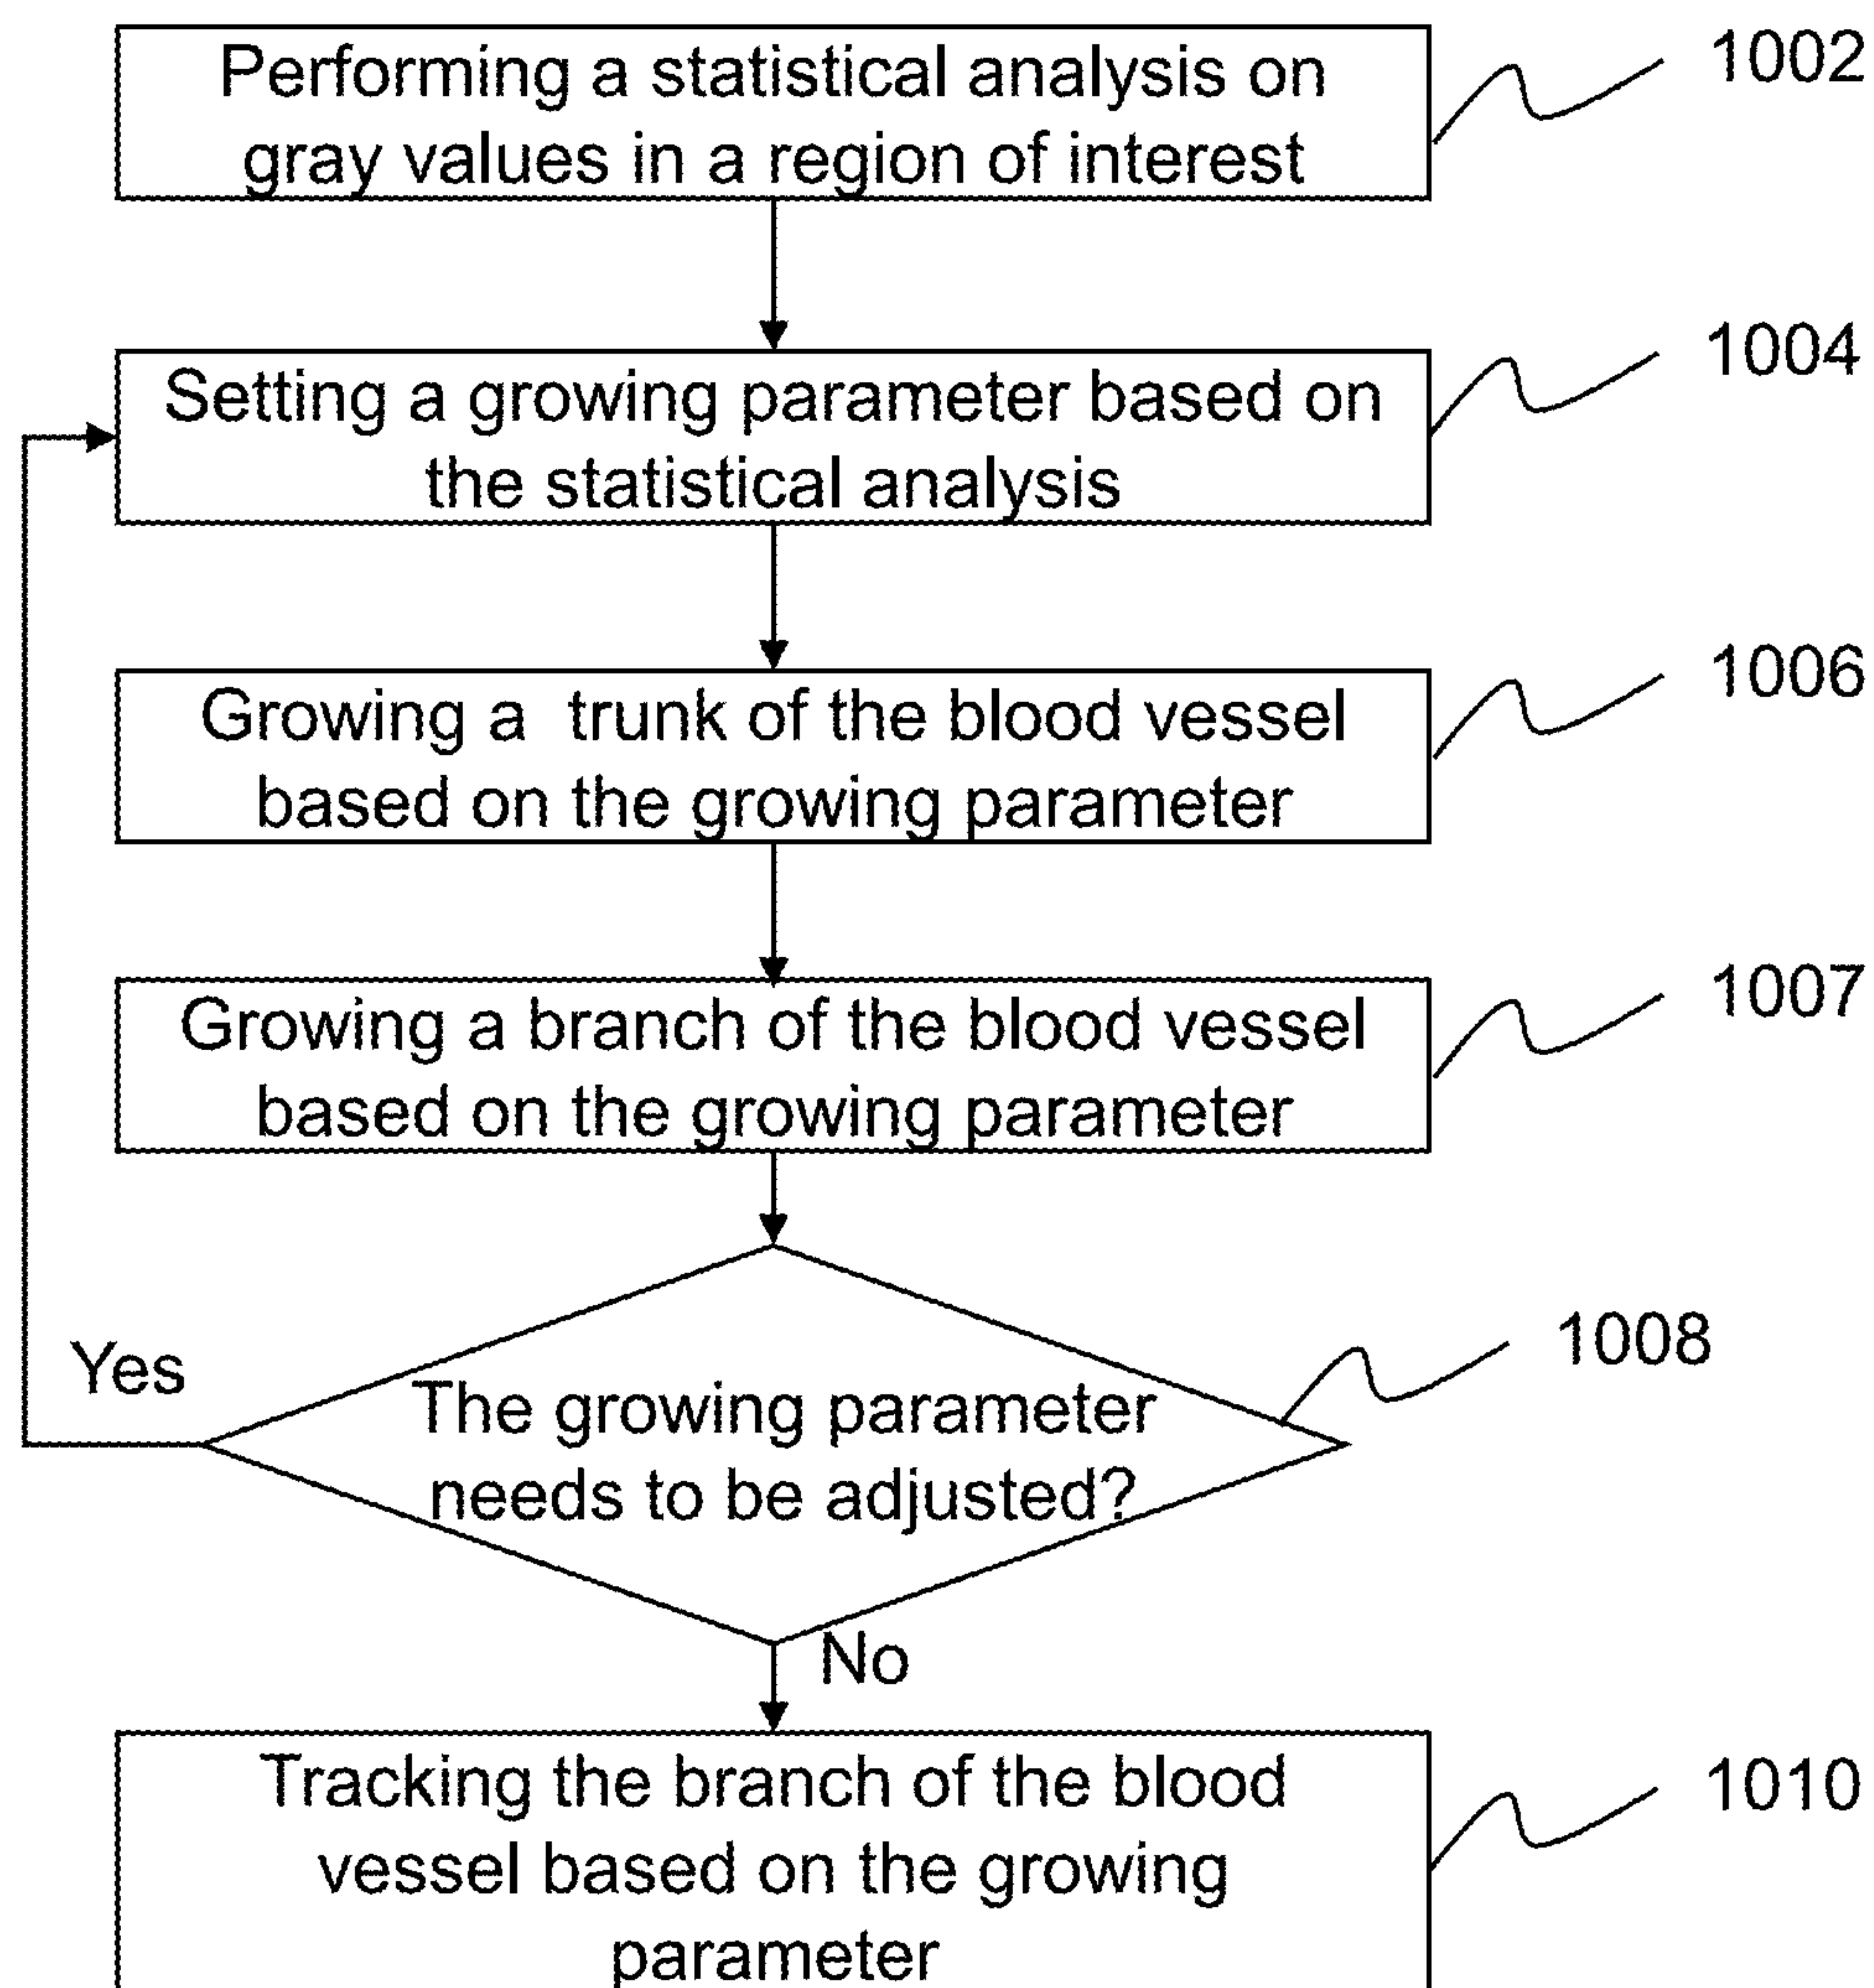 Performing a statistical analysis on
gray values in a region of interest
1002
Setting a growing parameter based on
the statistical analysis
1004
Growing a trunk of the blood vessel
based on the growing parameter
1006
Growing a branch of the blood vessel
based on the growing parameter
1007
The growing parameter
needs to be adjusted?
1008
Yes
No
Tracking the branch of the blood
vessel based on the growing
parameter
1010